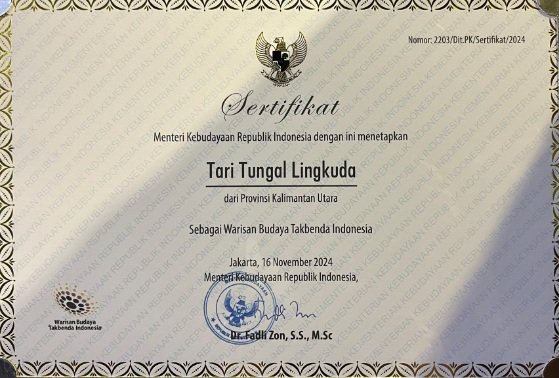 Nomor: 2203/Dit.PK/Sertifikat/2024
Sertifikat
Menteri Kebudayaan Republik Indonesia dengan ini menetapkan
Tari Tungal Lingkuda
dari Provinsi Kalimantan Utara
Sebagai Warisan Budaya Takbenda Indonesia
Jakarta, 16 November 2024
Menteri Kebudayaan Republik Indonesia,
Dr. Fadli Zon, S.S., M.Sc
Warisan Budaya
Takbenda Indonesia